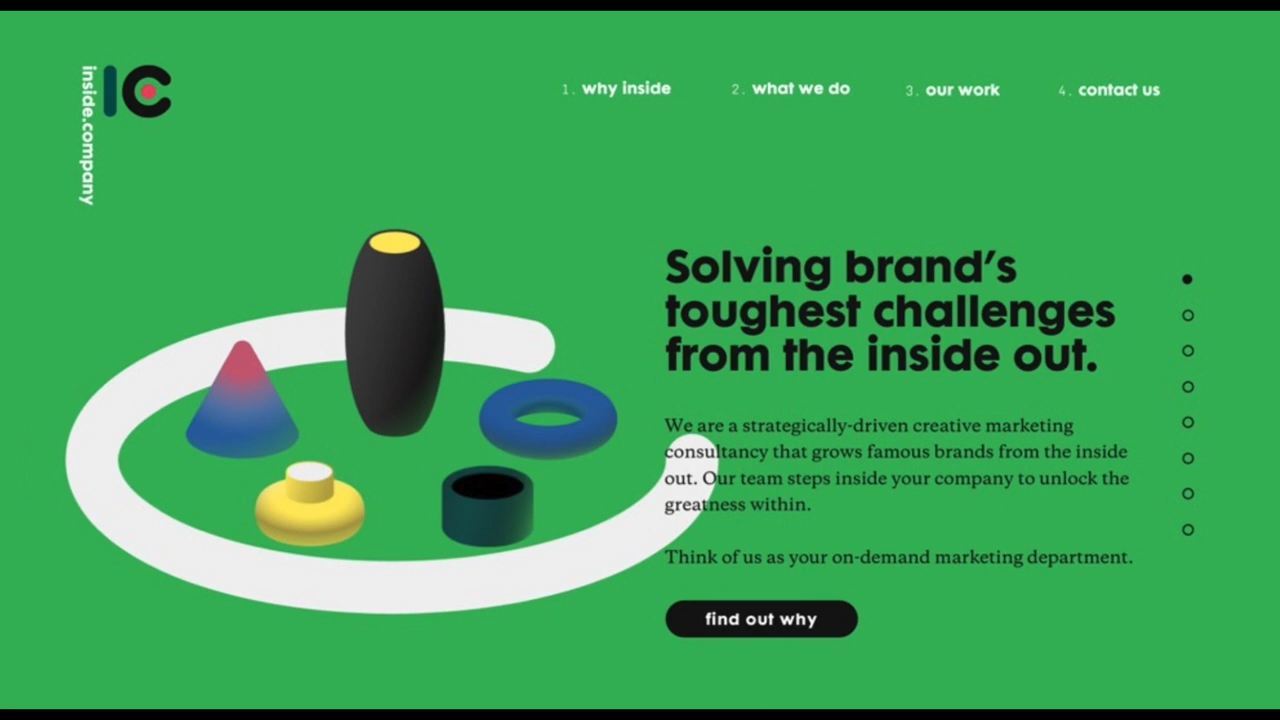 inside.company
IC
1. why inside
2. what we do
3. our work
4. contact us
Solving brand's
toughest challenges
from the inside out.
We are a strategically-driven creative marketing
consultancy that grows famous brands from the inside
out. Our team steps inside your company to unlock the
greatness within.
Think of us as your on-demand marketing department.
find out why